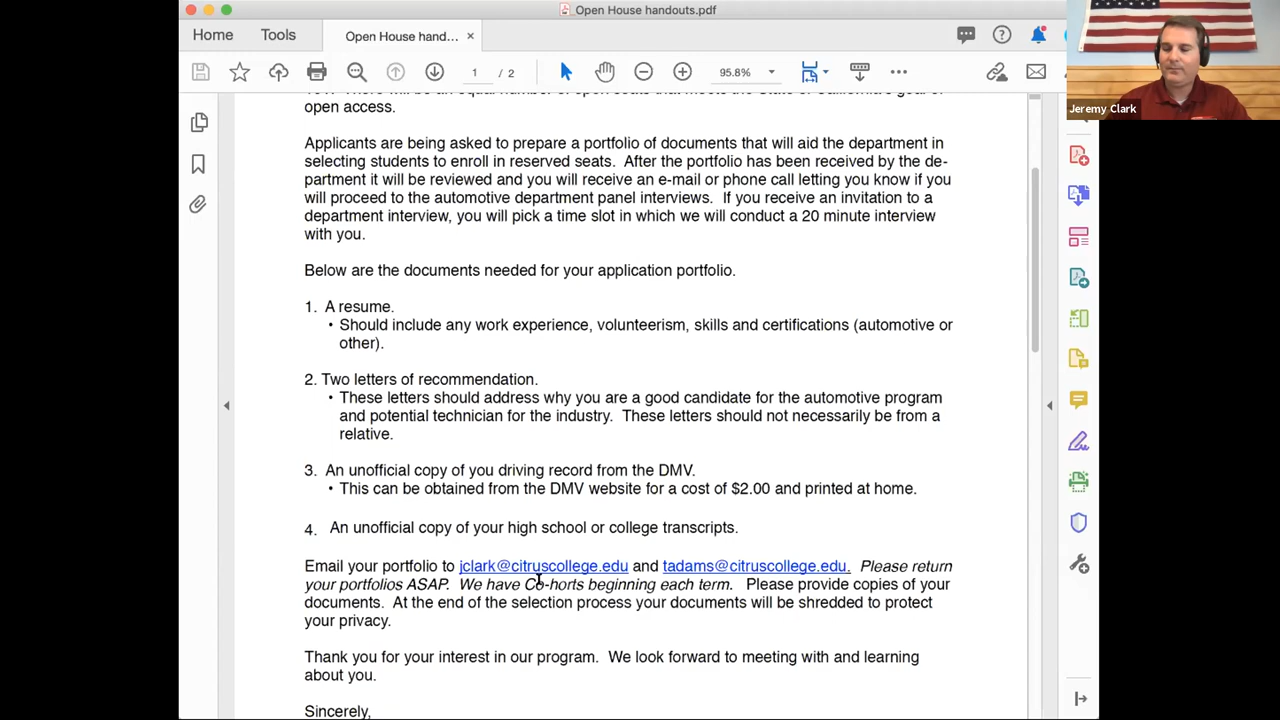 Open House handouts.pdf
Home
Tools
Open House hand...
1 / 2
95.8%
Jeremy Clark
open access.
Applicants are being asked to prepare a portfolio of documents that will aid the department in
selecting students to enroll in reserved seats. After the portfolio has been received by the de-
partment it will be reviewed and you will receive an e-mail or phone call letting you know if you
will proceed to the automotive department panel interviews. If you receive an invitation to a
department interview, you will pick a time slot in which we will conduct a 20 minute interview
with you.
Below are the documents needed for your application portfolio.
1. A resume.
• Should include any work experience, volunteerism, skills and certifications (automotive or
other).
2. Two letters of recommendation.
• These letters should address why you are a good candidate for the automotive program
and potential technician for the industry. These letters should not necessarily be from a
relative.
3. An unofficial copy of you driving record from the DMV.
• This can be obtained from the DMV website for a cost of $2.00 and printed at home.
4. An unofficial copy of your high school or college transcripts.
Email your portfolio to jclark@citruscollege.edu and tadams@citruscollege.edu. Please return
your portfolios ASAP. We have Co-horts beginning each term. Please provide copies of your
documents. At the end of the selection process your documents will be shredded to protect
your privacy.
Thank you for your interest in our program. We look forward to meeting with and learning
about you.
Sincerely,